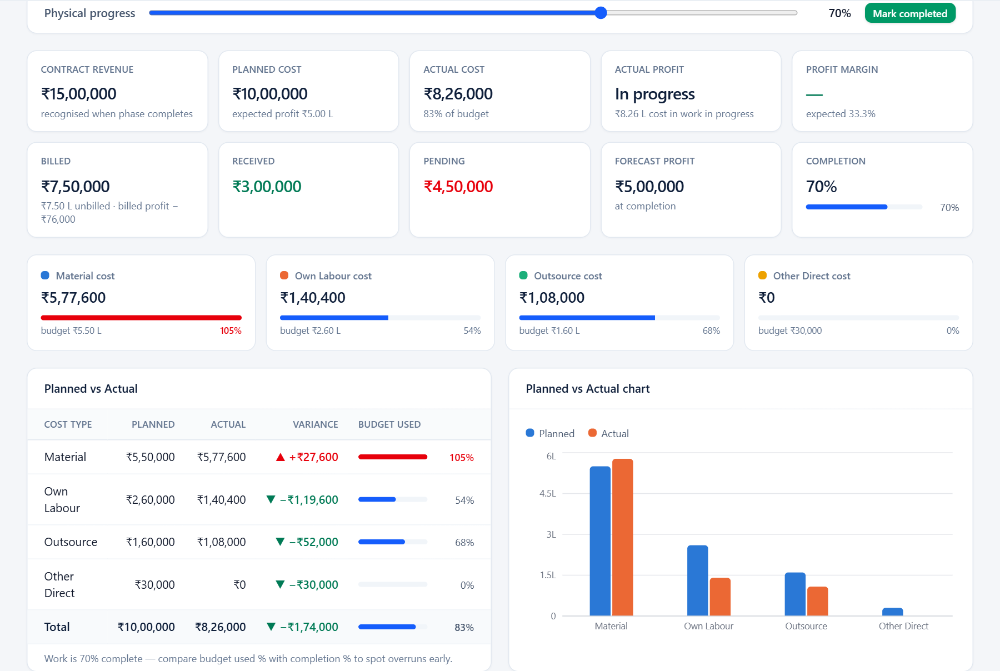 Physical progress
70%
Mark completed
CONTRACT REVENUE
₹15,00,000
recognised when phase completes
PLANNED COST
₹10,00,000
expected profit ₹5.00 L
ACTUAL COST
₹8,26,000
83% of budget
ACTUAL PROFIT
In progress
₹8.26 L cost in work in progress
PROFIT MARGIN
—
expected 33.3%
BILLED
₹7,50,000
₹7.50 L unbilled · billed profit −
₹76,000
RECEIVED
₹3,00,000
PENDING
₹4,50,000
FORECAST PROFIT
₹5,00,000
at completion
COMPLETION
70%
70%
Material cost
₹5,77,600
budget ₹5.50 L 105%
Own Labour cost
₹1,40,400
budget ₹2.60 L 54%
Outsource cost
₹1,08,000
budget ₹1.60 L 68%
Other Direct cost
₹0
budget ₹30,000 0%
Planned vs Actual
COST TYPE PLANNED ACTUAL VARIANCE BUDGET USED
Material ₹5,50,000 ₹5,77,600 ▲ +₹27,600 105%
Own
Labour ₹2,60,000 ₹1,40,400 ▼ −₹1,19,600 54%
Outsource ₹1,60,000 ₹1,08,000 ▼ −₹52,000 68%
Other
Direct ₹30,000 ₹0 ▼ −₹30,000 0%
Total ₹10,00,000 ₹8,26,000 ▼ −₹1,74,000 83%
Work is 70% complete — compare budget used % with completion % to spot overruns early.
Planned vs Actual chart
Planned Actual
6L
4.5L
3L
1.5L
0
Material Own Labour Outsource Other Direct